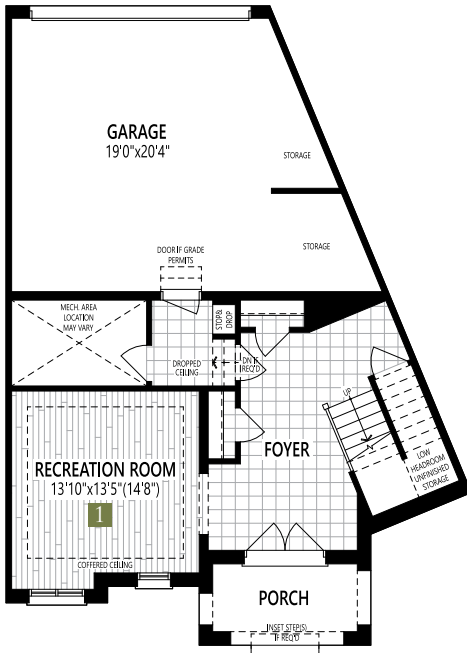 GARAGE
19'0"x20'4"
STORAGE
STORAGE
DOOR IF GRADE
PERMITS
MECH. AREA
LOCATION
MAY VARY
STOP&
DROP
DROPPED
CEILING
DN IF
REQ'D
UP
FOYER
LOW
HEADROOM
UNFINISHED
STORAGE
RECREATION ROOM
13'10"x13'5"(14'8")
1
COFFERED CEILING
PORCH
INSET STEP(S)
IF REQ'D